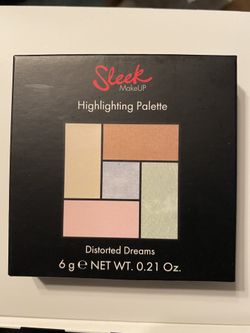 Sleek
MakeUP
Highlighting Palette
Distorted Dreams
6 g ℮ NET WT. 0.21 Oz.